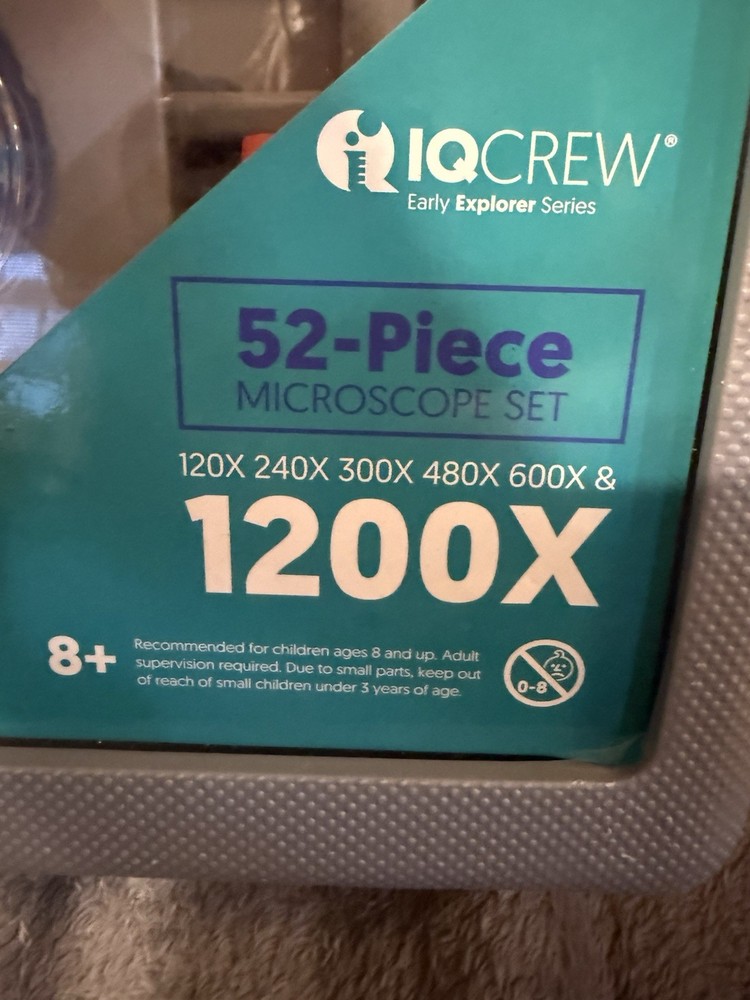 IQCREW®
Early Explorer Series
52-Piece
MICROSCOPE SET
120X 240X 300X 480X 600X &
1200X
8+
Recommended for children ages 8 and up. Adult
supervision required. Due to small parts, keep out
of reach of small children under 3 years of age.
0-8